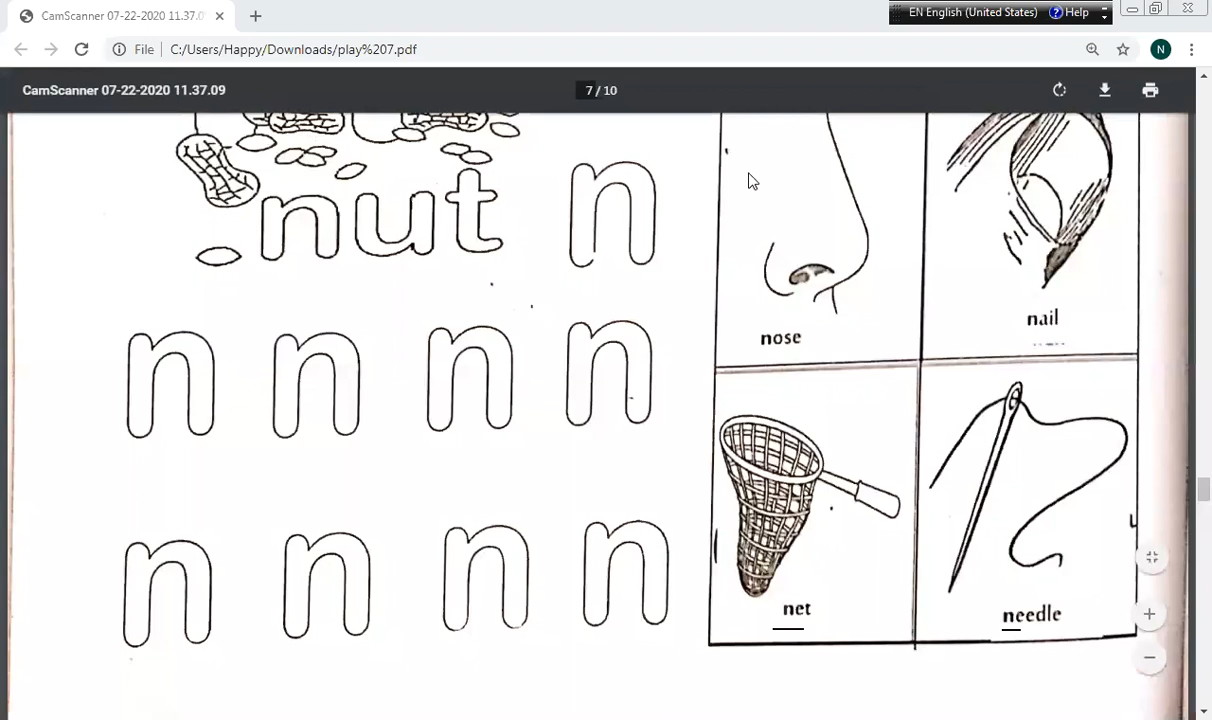 CamScanner 07-22-2020 11.37.09
EN English (United States)
Help
File
C:/Users/Happy/Downloads/play%207.pdf
N
CamScanner 07-22-2020 11.37.09
7 / 10
nut
n
n n n n
n n n n
nose
nail
net
needle